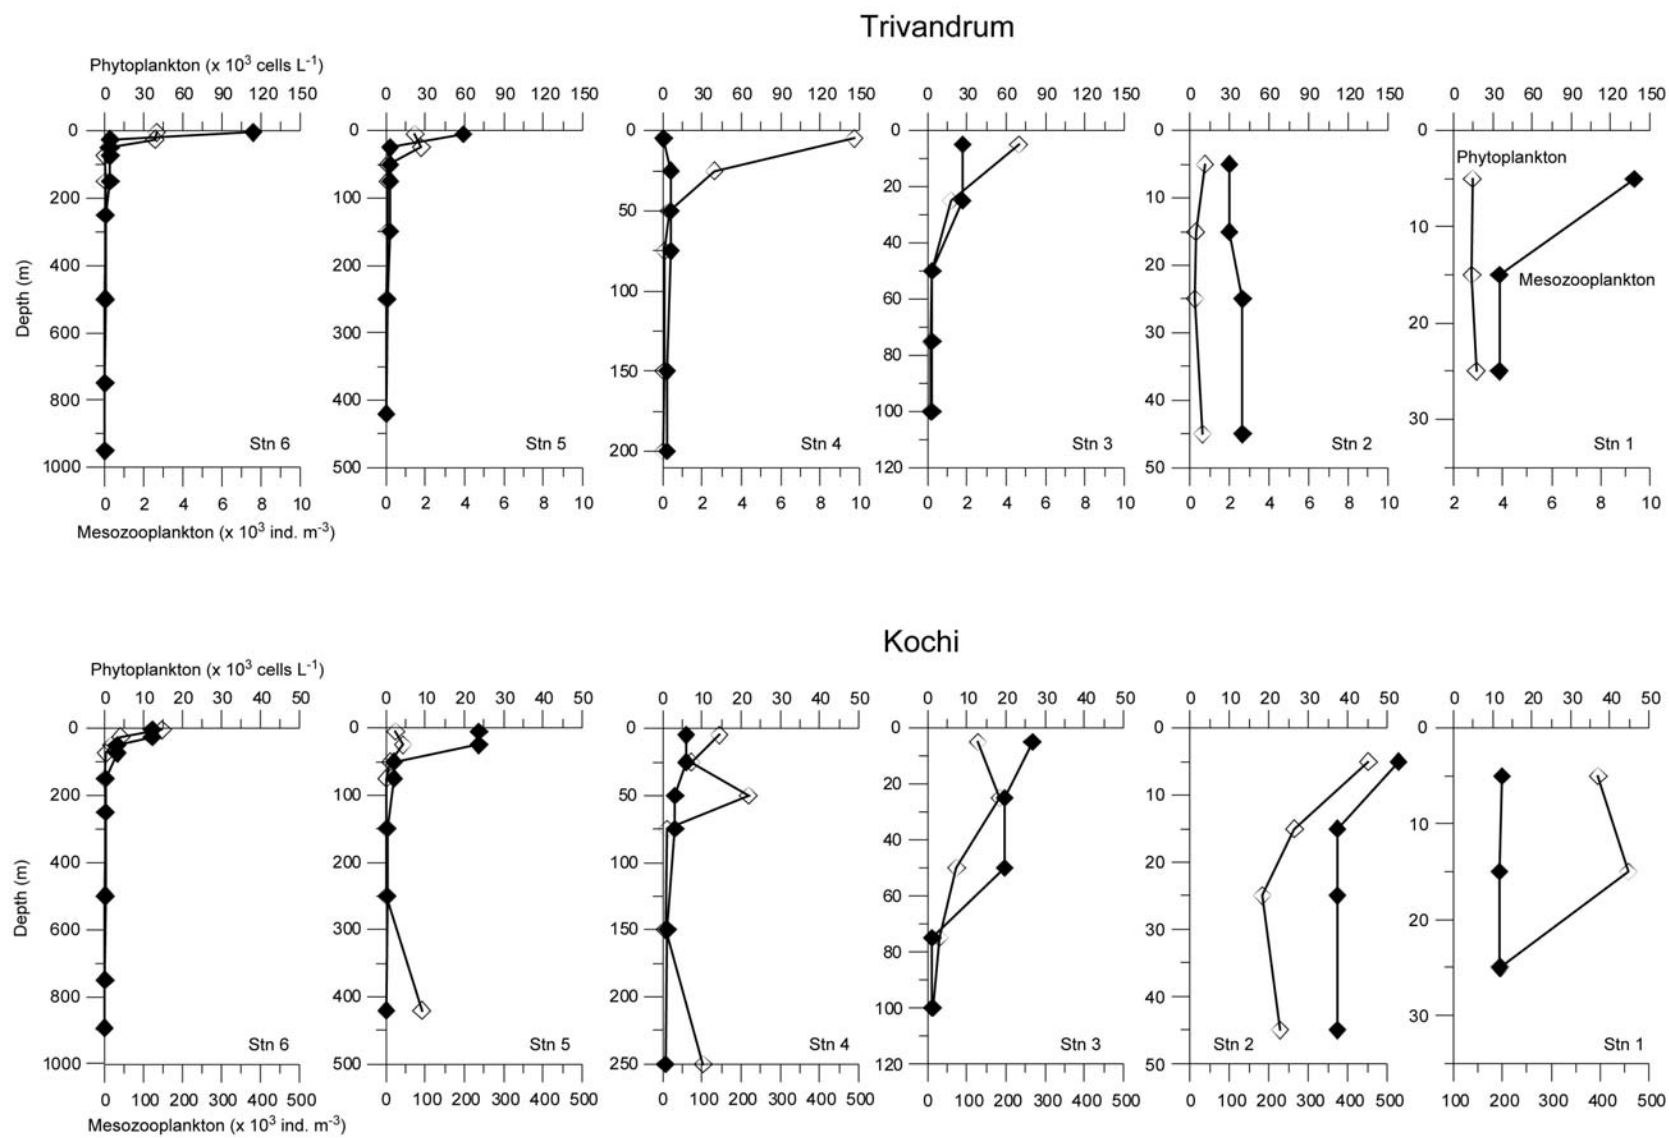 Trivandrum
Phytoplankton (x 10³ cells L⁻¹)
0 30 60 90 120 150 0 30 60 90 120 150 0 30 60 90 120 150 0 30 60 90 120 150 0 30 60 90 120 150 0 30 60 90 120 150
0 0 0 0 0 0
Phytoplankton
20 10 10
200 100 50
40 20
Depth (m)
400 200 100 60 Mesozooplankton
20
600 300 30
80
150
800 400 100 40 30
Stn 6 Stn 5 200 Stn 4 Stn 3 Stn 2 Stn 1
1000 500 120 50
0 2 4 6 8 10 0 2 4 6 8 10 0 2 4 6 8 10 0 2 4 6 8 10 0 2 4 6 8 10 2 4 6 8 10
Mesozooplankton (x 10³ ind. m⁻³)
Kochi
Phytoplankton (x 10³ cells L⁻¹)
0 10 20 30 40 50 0 10 20 30 40 50 0 10 20 30 40 50 0 10 20 30 40 50 0 10 20 30 40 50 0 10 20 30 40 50
0 0 0 0 0 0
20
200 100 50 10 10
40
Depth (m)
400 200 100 20
60
20
600 300 150 30
80
800 400 200 40
100 30
Stn 6 Stn 5 Stn 4 Stn 3 Stn 2 Stn 1
1000 500 250 120 50
0 100 200 300 400 500 0 100 200 300 400 500 0 100 200 300 400 500 0 100 200 300 400 500 0 100 200 300 400 500 100 200 300 400 500
Mesozooplankton (x 10³ ind. m⁻³)